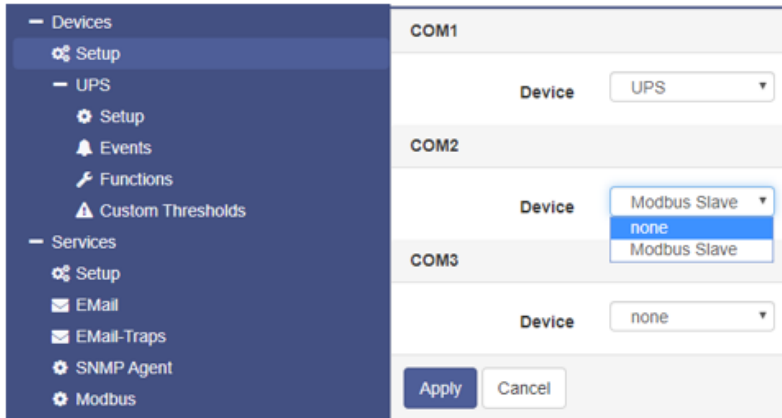 Devices
Setup
UPS
Setup
Events
Functions
Custom Thresholds
Services
Setup
EMail
EMail-Traps
SNMP Agent
Modbus
COM1
Device UPS
COM2
Device Modbus Slave
none
Modbus Slave
COM3
Device none
Apply Cancel